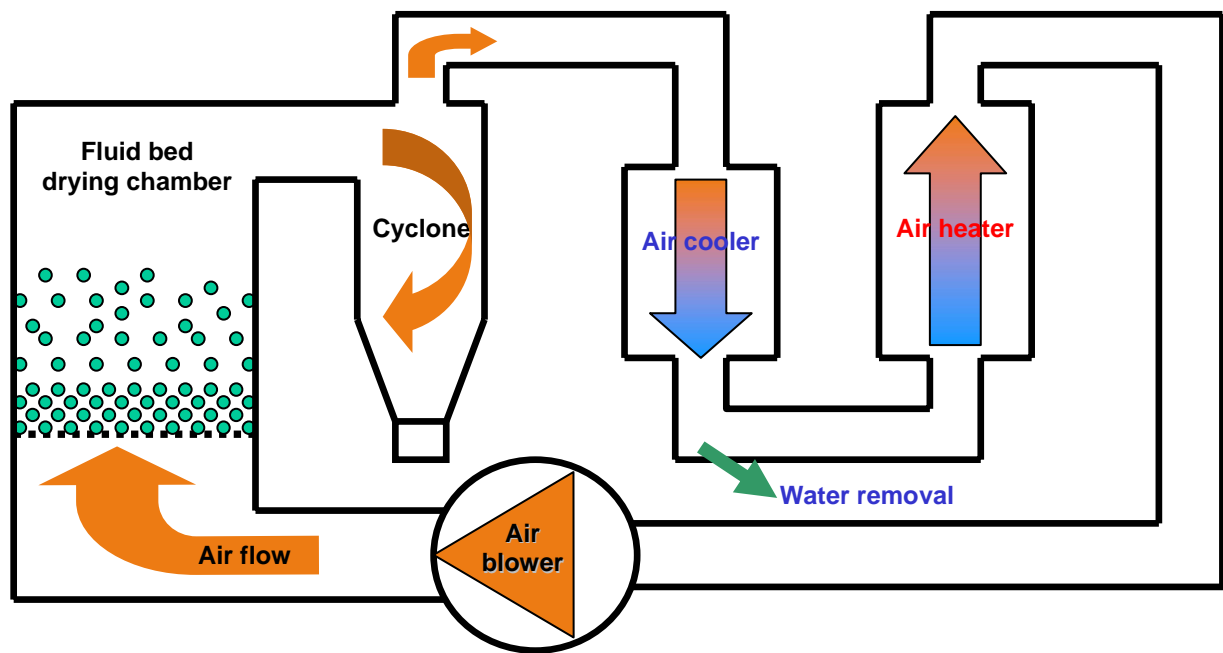 Fluid bed
drying chamber
Cyclone
Air cooler
Air heater
Water removal
Air flow
Air
blower